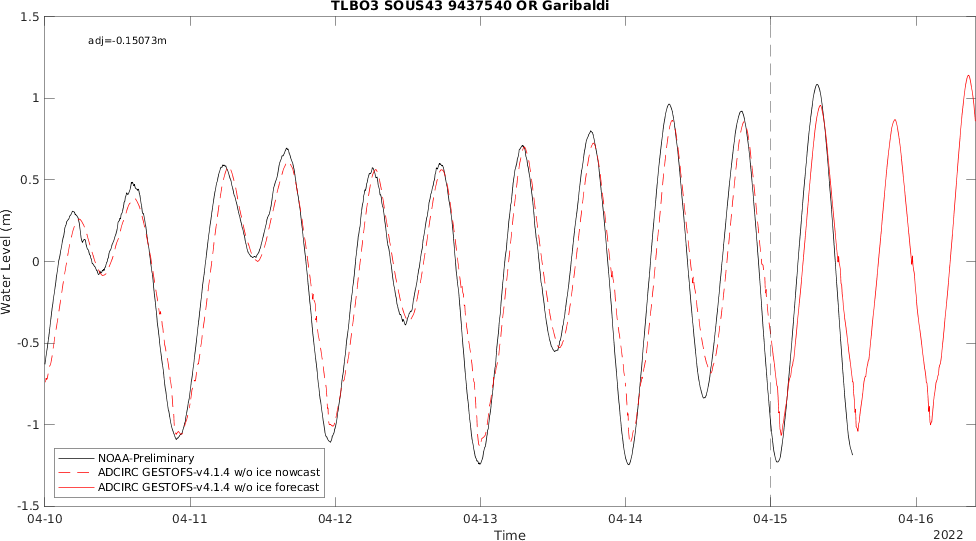 TLBO3 SOUS43 9437540 OR Garibaldi
adj=-0.15073m
1.5
1
0.5
0
-0.5
-1
-1.5
Water Level (m)
NOAA-Preliminary
ADCIRC GESTOFS-v4.1.4 w/o ice nowcast
ADCIRC GESTOFS-v4.1.4 w/o ice forecast
04-10 04-11 04-12 04-13 04-14 04-15 04-16
Time
2022